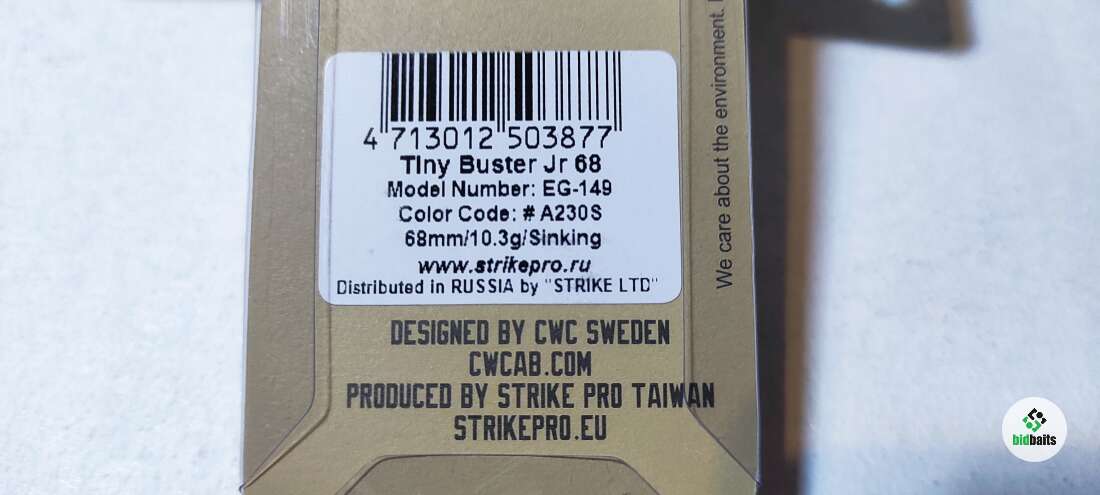 4 713012 503877
TIny Buster Jr 68
Model Number: EG-149
Color Code: # A230S
68mm/10.3g/Sinking
www.strikepro.ru
Distributed in RUSSIA by "STRIKE LTD"
DESIGNED BY CWC SWEDEN
CWCAB.COM
PRODUCED BY STRIKE PRO TAIWAN
STRIKEPRO.EU
We care about the environment.
bidbaits